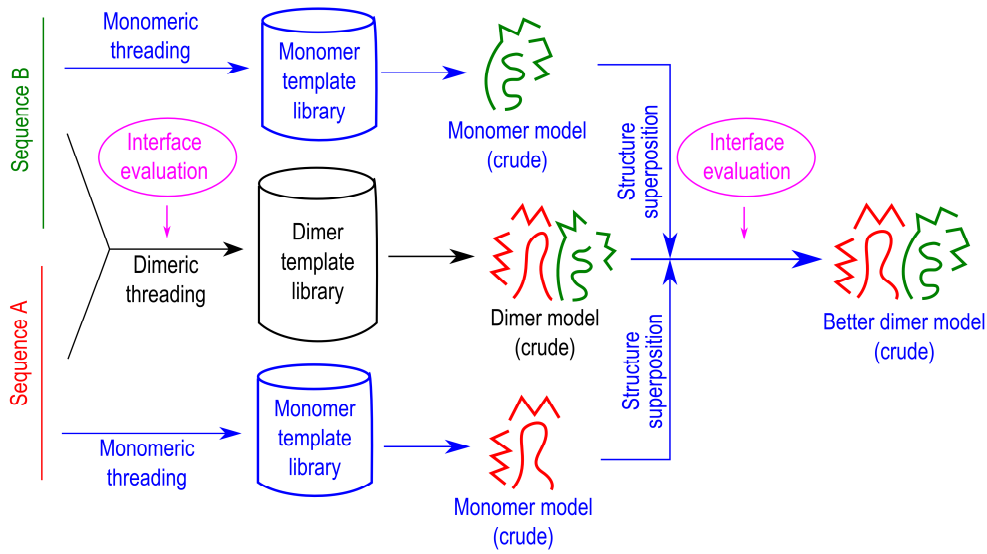 Sequence B
Monomeric
threading
Monomer
template
library
Monomer model
(crude)
Interface
evaluation
Dimeric
threading
Dimer
template
library
Dimer model
(crude)
Structure
superposition
Interface
evaluation
Better dimer model
(crude)
Sequence A
Monomeric
threading
Monomer
template
library
Monomer model
(crude)
Structure
superposition